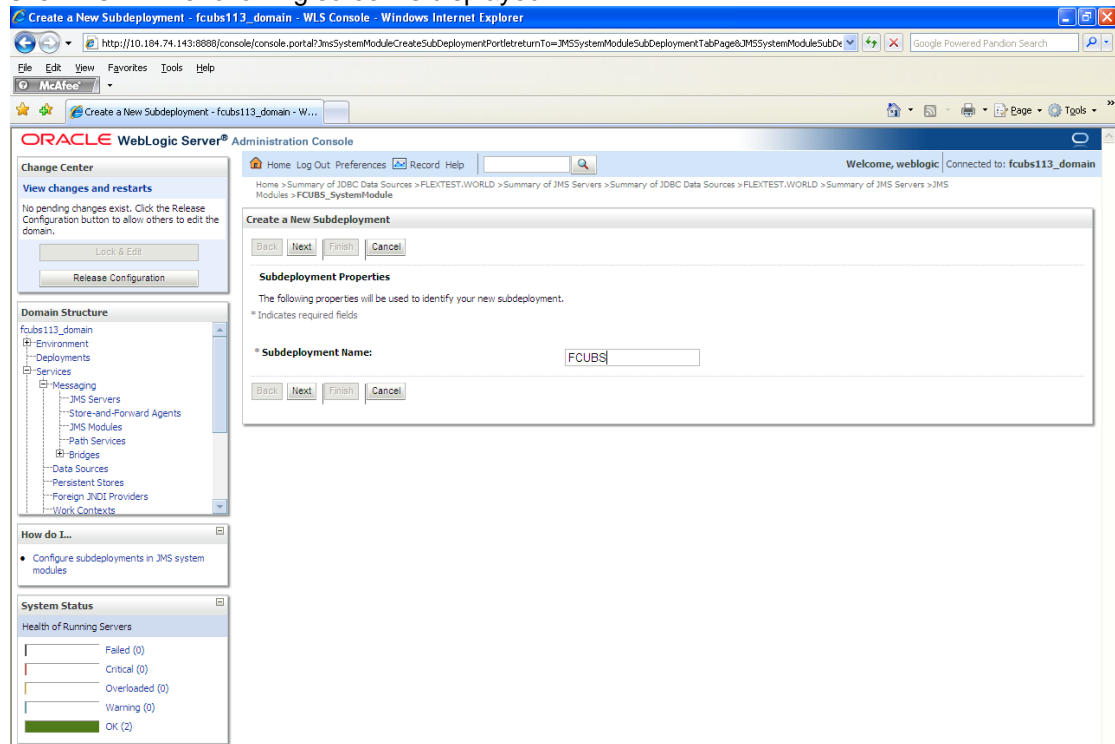 Create a New Subdeployment - fcubs113_domain - WLS Console - Windows Internet Explorer
http://10.184.74.143:8888/console/console.portal?JmsSystemModuleCreateSubDeploymentPortletreturnTo=JMSSystemModuleSubDeploymentTabPage&JMSSystemModuleSubDe
Google Powered Pandion Search
File Edit View Favorites Tools Help
McAfee
Create a New Subdeployment - fcubs113_domain - W...
Page Tools
ORACLE WebLogic Server® Administration Console
Change Center
View changes and restarts
No pending changes exist. Click the Release
Configuration button to allow others to edit the
domain.
Lock & Edit
Release Configuration
Domain Structure
fcubs113_domain
Environment
Deployments
Services
Messaging
JMS Servers
Store-and-Forward Agents
JMS Modules
Path Services
Bridges
Data Sources
Persistent Stores
Foreign JNDI Providers
Work Contexts
How do I...
Configure subdeployments in JMS system
modules
System Status
Health of Running Servers
Failed (0)
Critical (0)
Overloaded (0)
Warning (0)
OK (2)
Home Log Out Preferences Record Help
Welcome, weblogic Connected to: fcubs113_domain
Home >Summary of JDBC Data Sources >FLEXTEST.WORLD >Summary of JMS Servers >Summary of JDBC Data Sources >FLEXTEST.WORLD >Summary of JMS Servers >JMS
Modules >FCUBS_SystemModule
Create a New Subdeployment
Back Next Finish Cancel
Subdeployment Properties
The following properties will be used to identify your new subdeployment.
* Indicates required fields
* Subdeployment Name: FCUBS
Back Next Finish Cancel